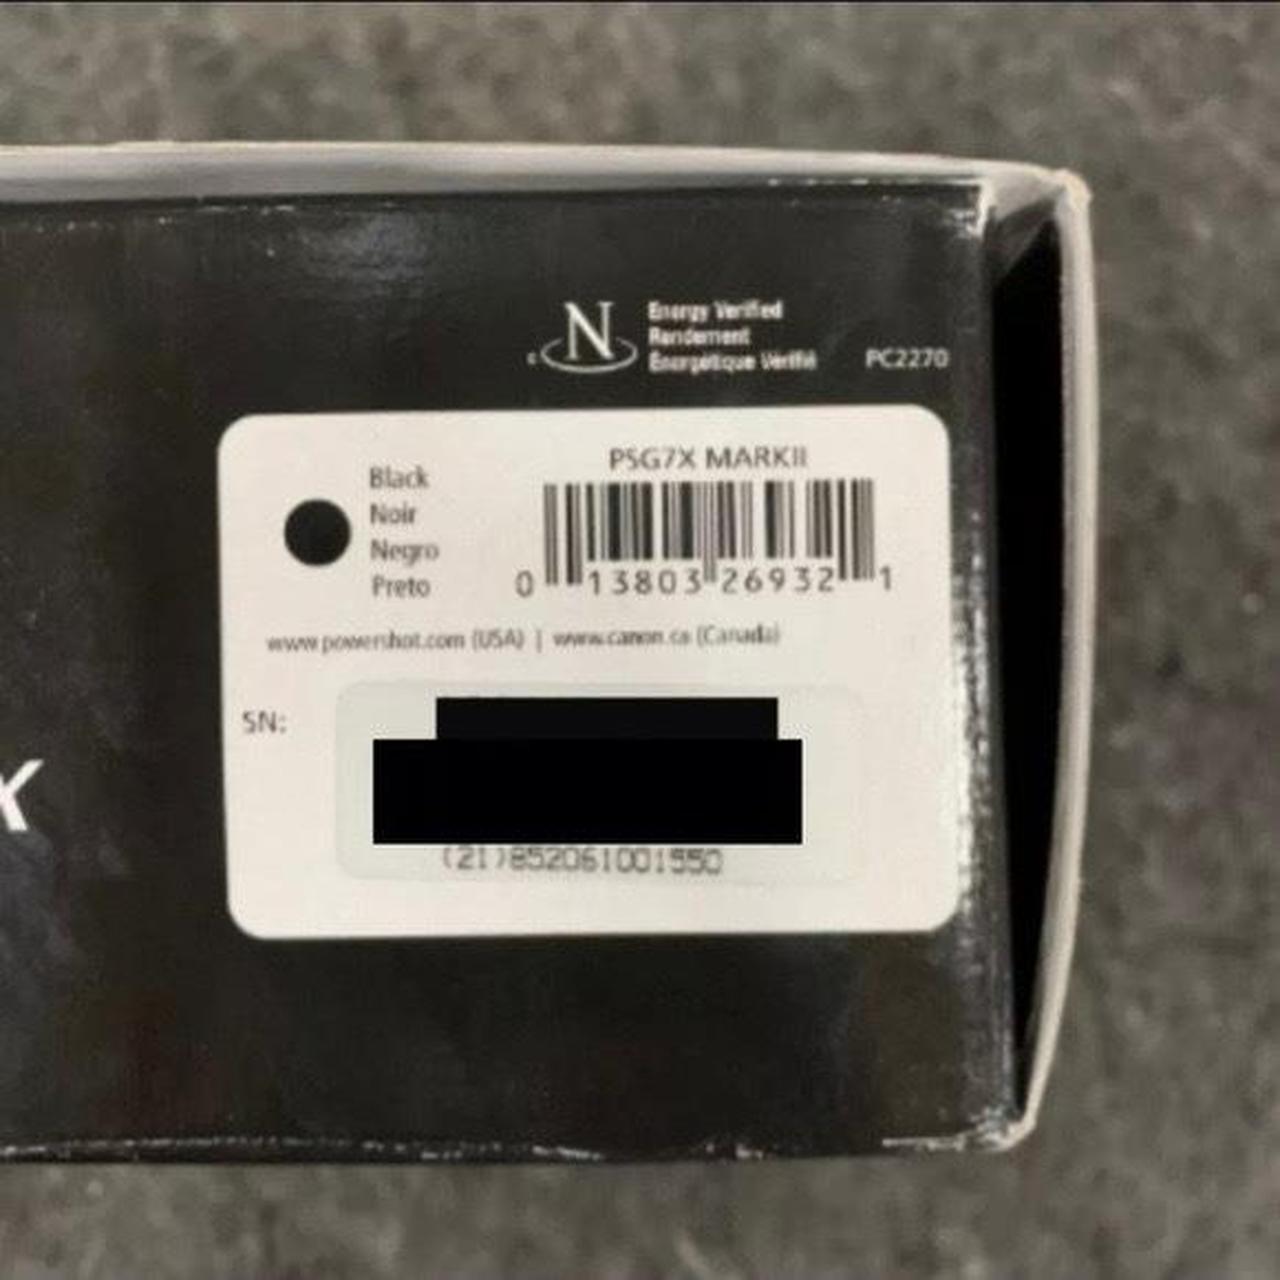 N
Energy Verified
Rendement
Énergétique Vérifié
PC2270
PSG7X MARKII
Black
Noir
Negro
Preto
0 13803 26932 1
www.powershot.com (USA) | www.canon.ca (Canada)
SN:
(21)852061001550
X